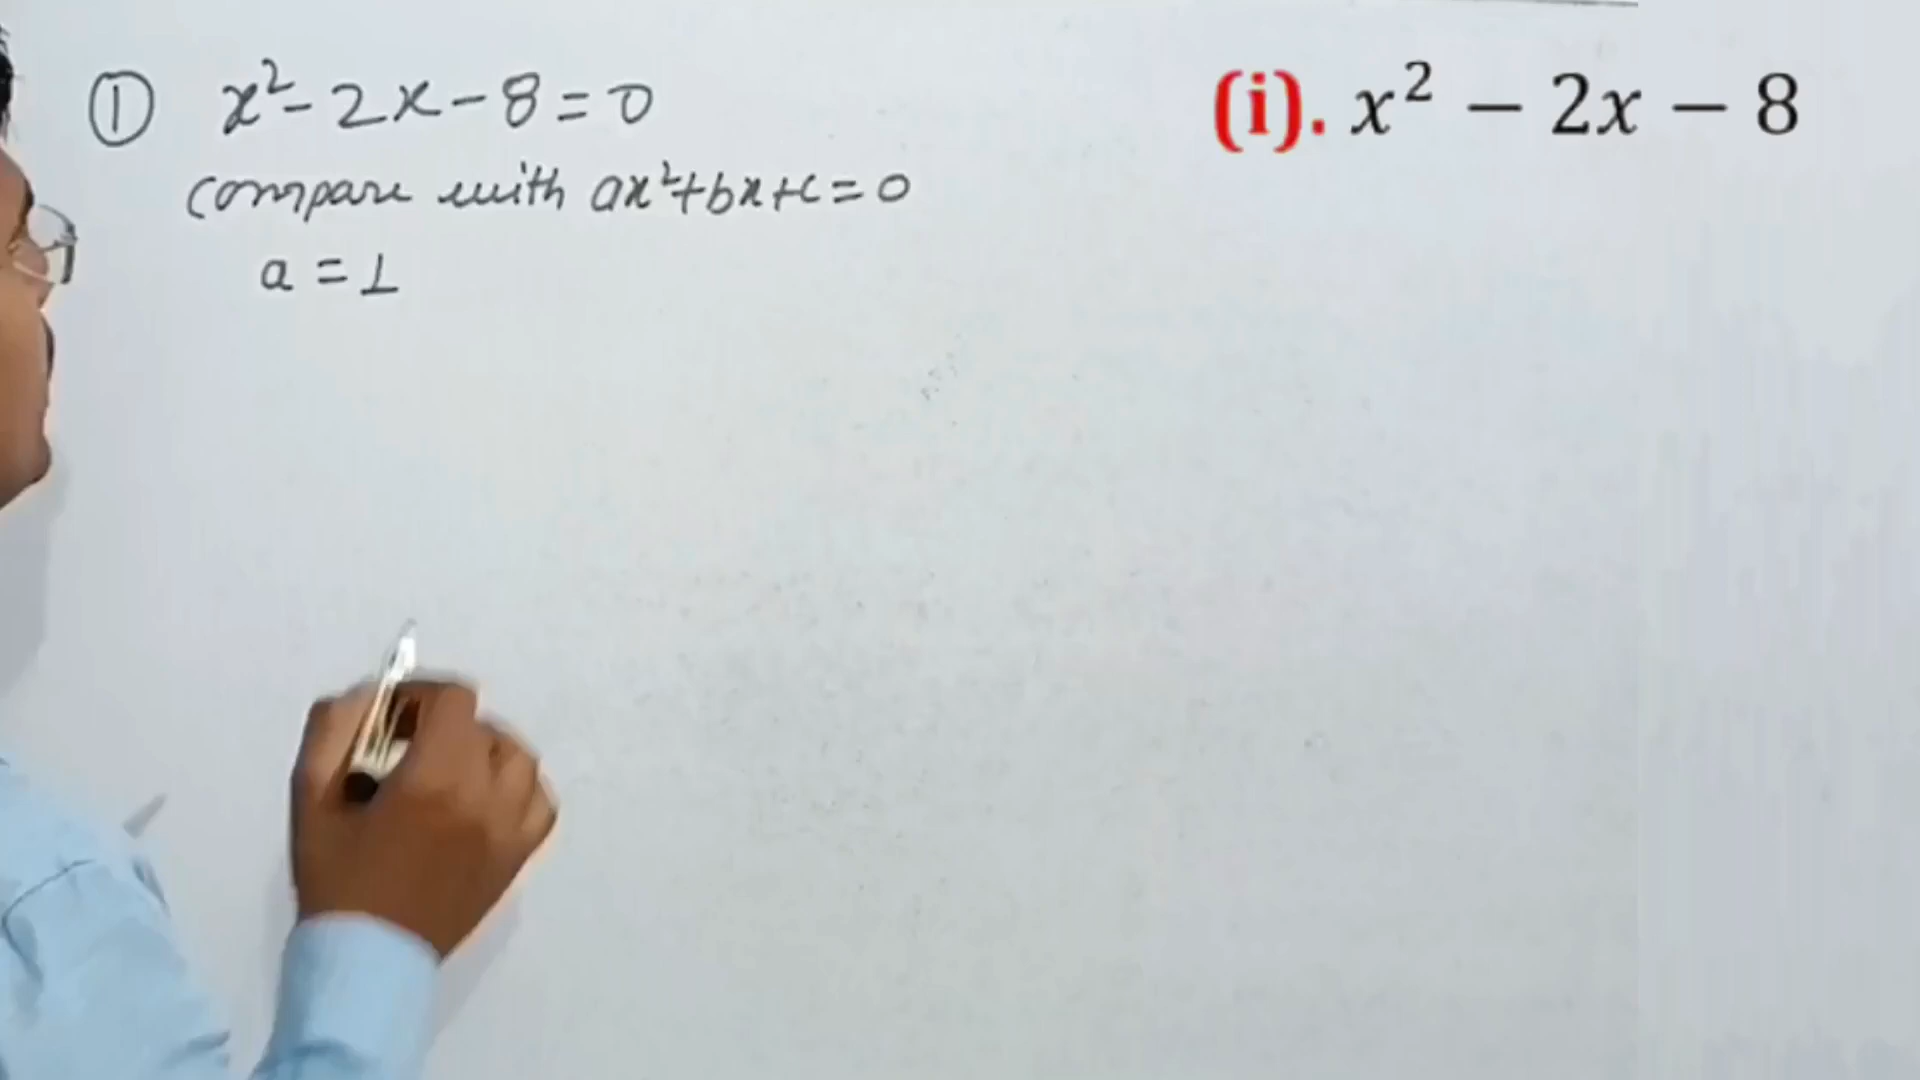 ① x² - 2x - 8 = 0
(i). x² − 2x − 8
compare with ax² + bx + c = 0
a = 1